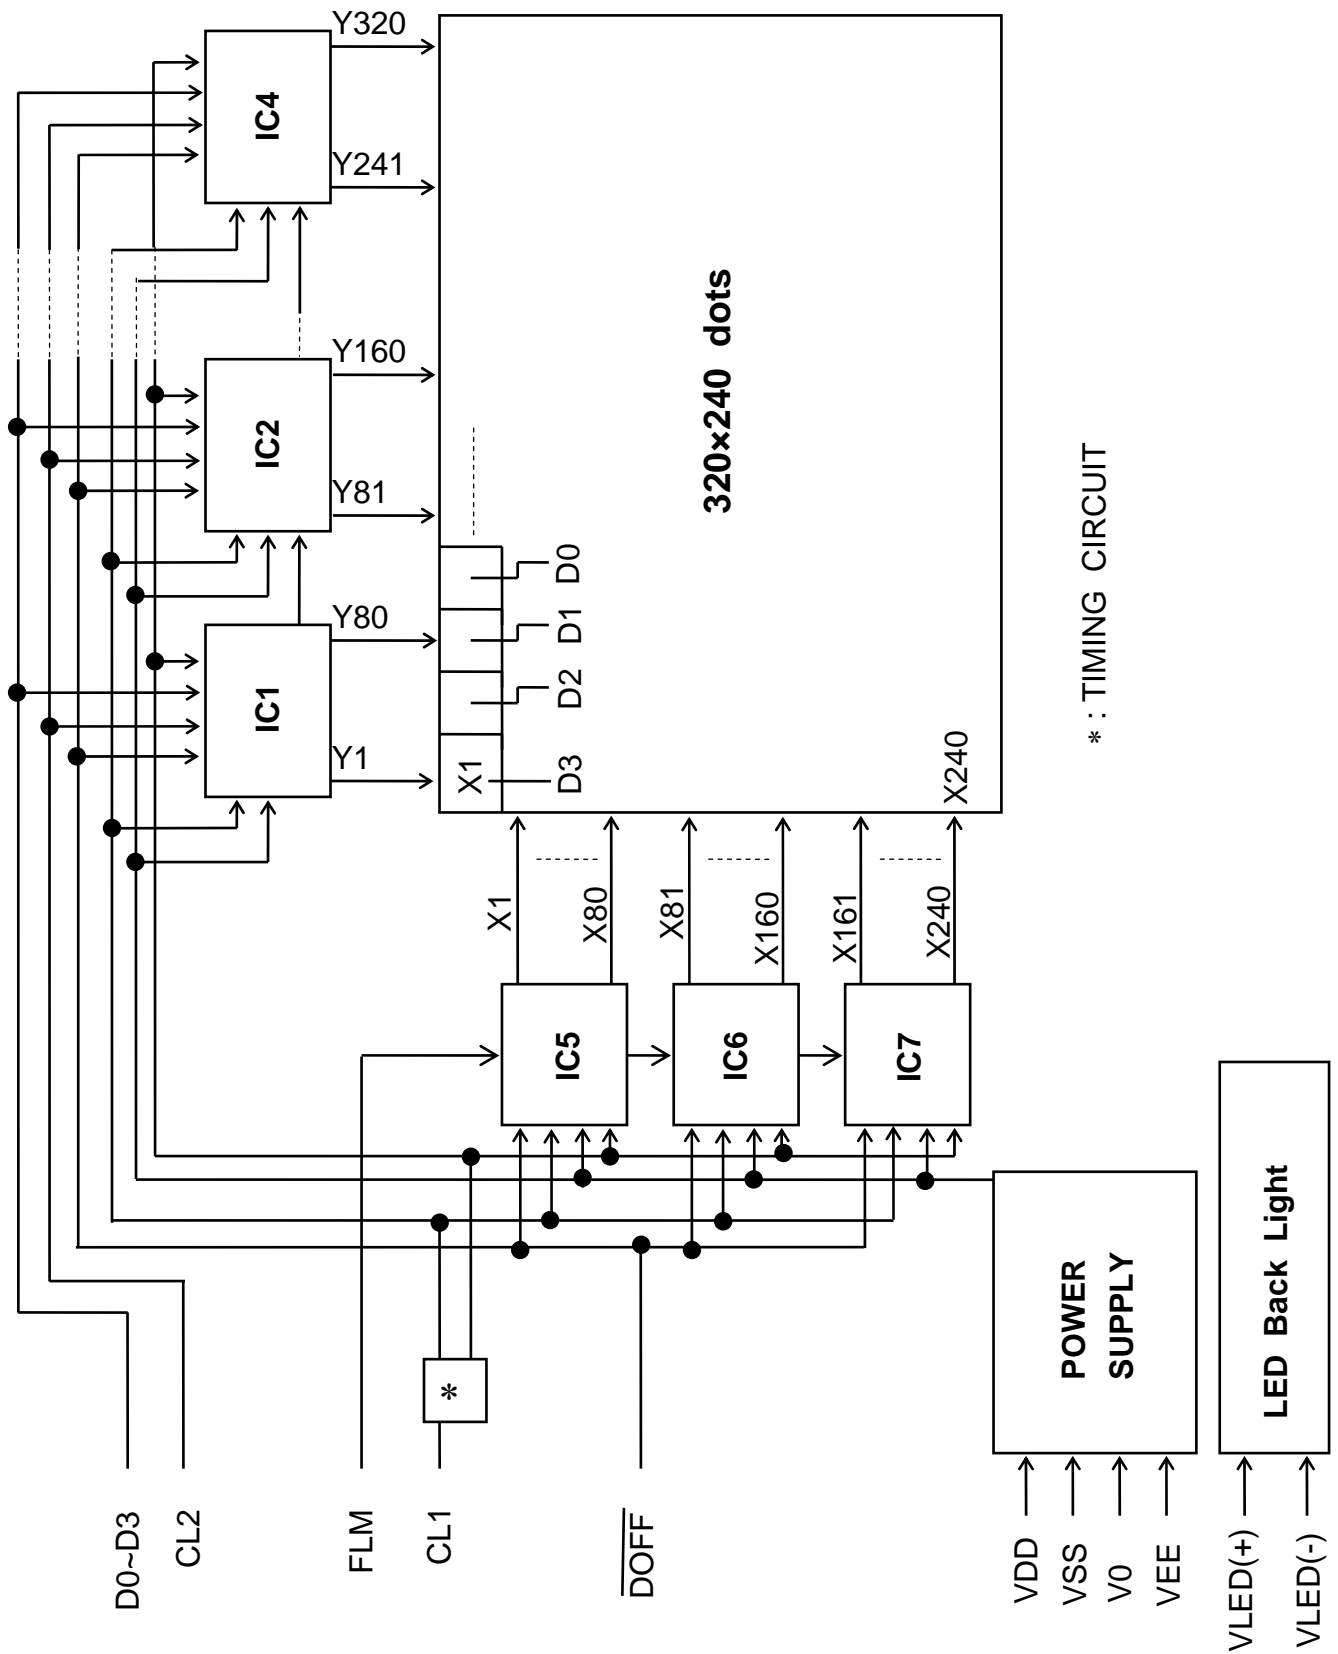 D0~D3
CL2
FLM
CL1
DOFF
VDD
VSS
V0
VEE
VLED(+)
VLED(-)
*
POWER
SUPPLY
LED Back Light
IC5
IC6
IC7
X1
X80
X81
X160
X161
X240
IC1
IC2
IC4
Y1
Y80
Y81
Y160
Y241
Y320
X1
D3
D2
D1
D0
X240
320×240 dots
* : TIMING CIRCUIT